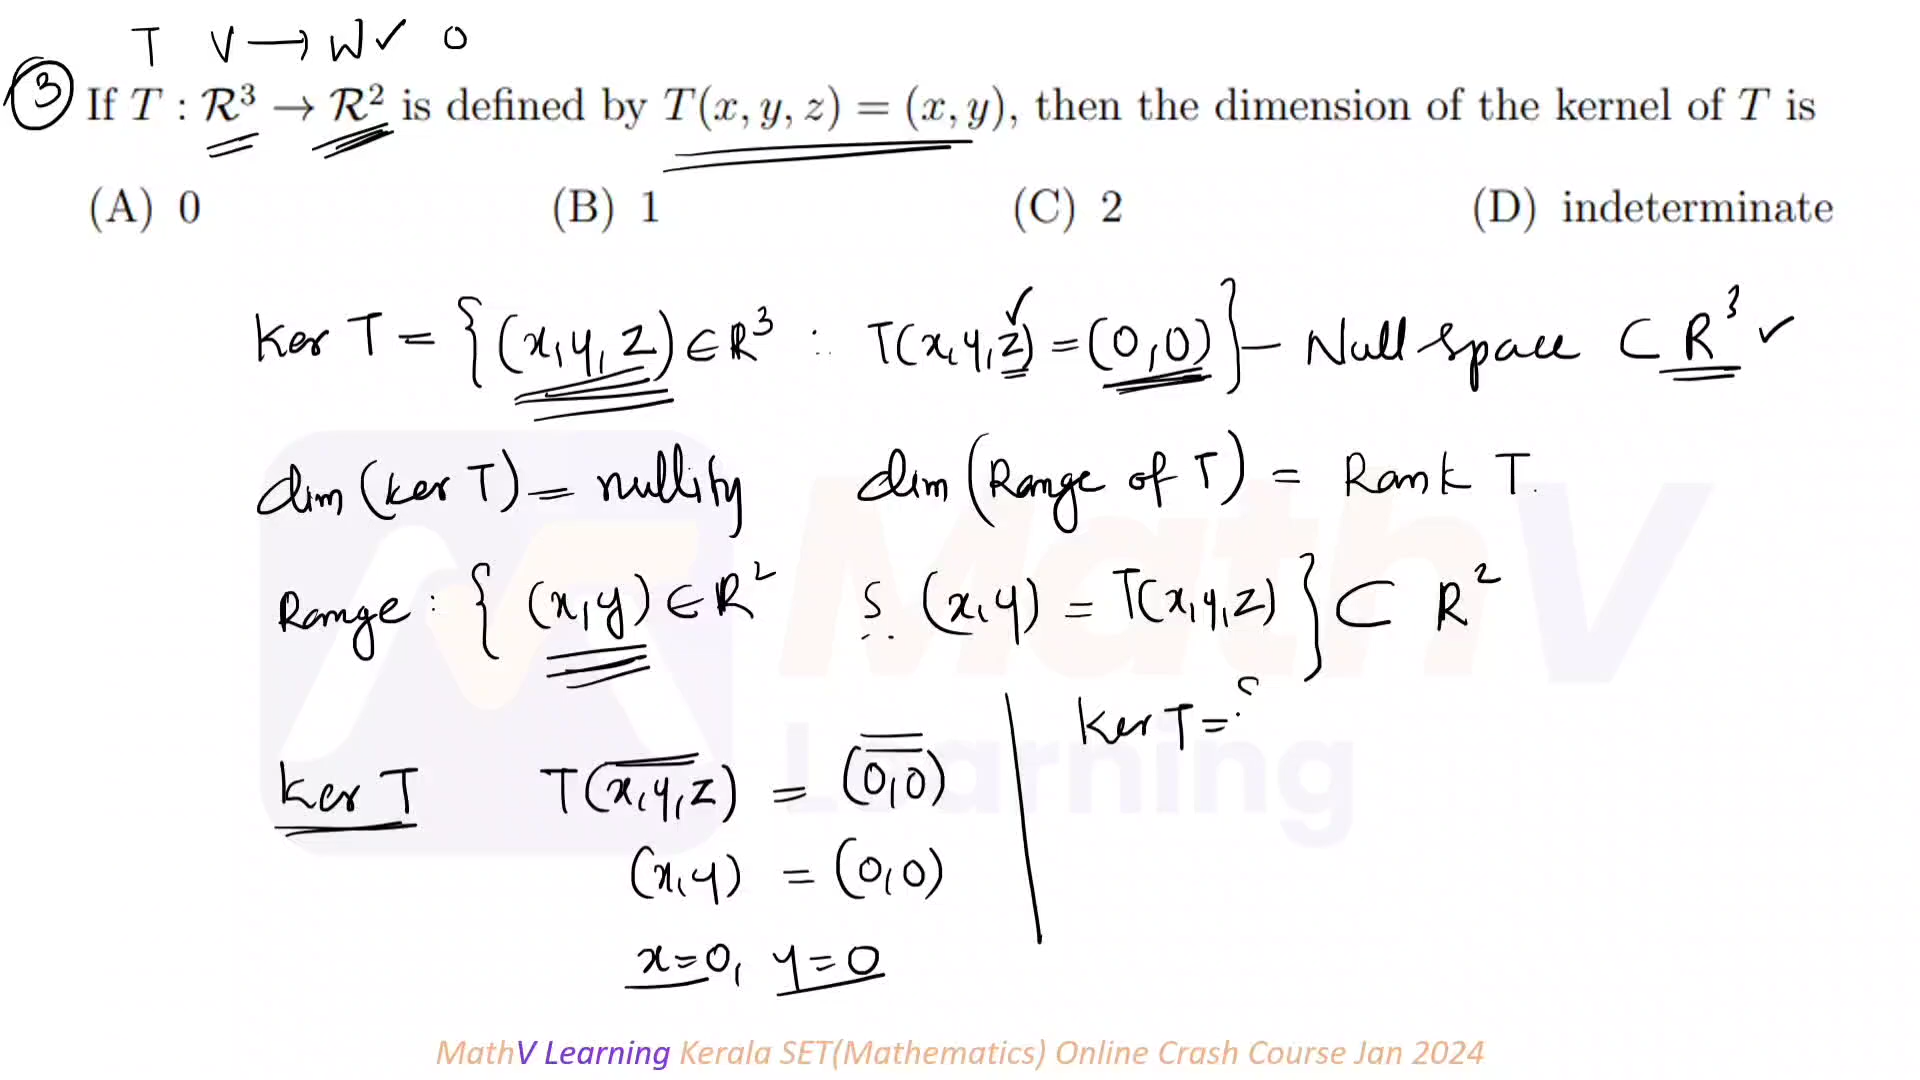 T V → W ✓ 0
③ If T : R³ → R² is defined by T(x, y, z) = (x, y), then the dimension of the kernel of T is
(A) 0 (B) 1 (C) 2 (D) indeterminate
Ker T = {(x,y,z) ∈ R³ : T(x,y,z) = (0,0)} – Null space ⊂ R³ ✓
dim (ker T) = nullity dim (Range of T) = Rank T.
Range : { (x,y) ∈ R² S. (x,y) = T(x,y,z) } ⊂ R²
Ker T = {
Ker T T(x,y,z) = (0,0)
(x,y) = (0,0)
x=0, y=0
MathV Learning
MathV Learning Kerala SET(Mathematics) Online Crash Course Jan 2024